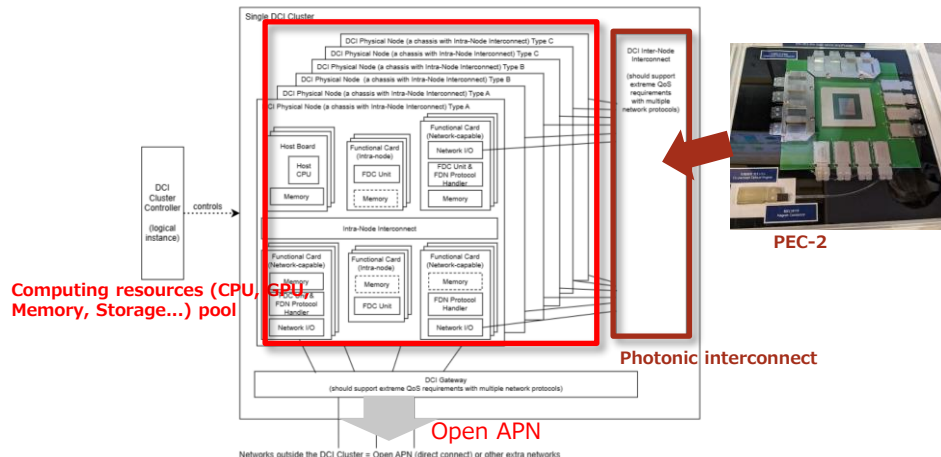 Single DCI Cluster
DCI Physical Node (a chassis with Intra-Node Interconnect) Type C
DCI Physical Node (a chassis with Intra-Node Interconnect) Type C
DCI Physical Node (a chassis with Intra-Node Interconnect) Type B
DCI Physical Node (a chassis with Intra-Node Interconnect) Type B
DCI Physical Node (a chassis with Intra-Node Interconnect) Type A
DCI Physical Node (a chassis with Intra-Node Interconnect) Type A
Host Board
Host
CPU
Memory
Functional Card
(Intra-node)
FDC Unit
Memory
Functional Card
(Network-capable)
Network I/O
FDC Unit &
FDN Protocol
Handler
Memory
Intra-Node Interconnect
Functional Card
(Network-capable)
Memory
FDC Unit &
FDN Protocol
Handler
Network I/O
Functional Card
(Intra-node)
Memory
FDC Unit
Functional Card
(Network-capable)
Memory
FDC Unit &
FDN Protocol
Handler
Network I/O
DCI Inter-Node
Interconnect
(should support
extreme QoS
requirements
with multiple
network protocols)
DCI
Cluster
Controller
(logical
instance)
controls
Computing resources (CPU, GPU,
Memory, Storage...) pool
PEC-2
Photonic interconnect
DCI Gateway
(should support extreme QoS requirements with multiple network protocols)
Open APN
Networks outside the DCI Cluster = Open APN (direct connect) or other extra networks